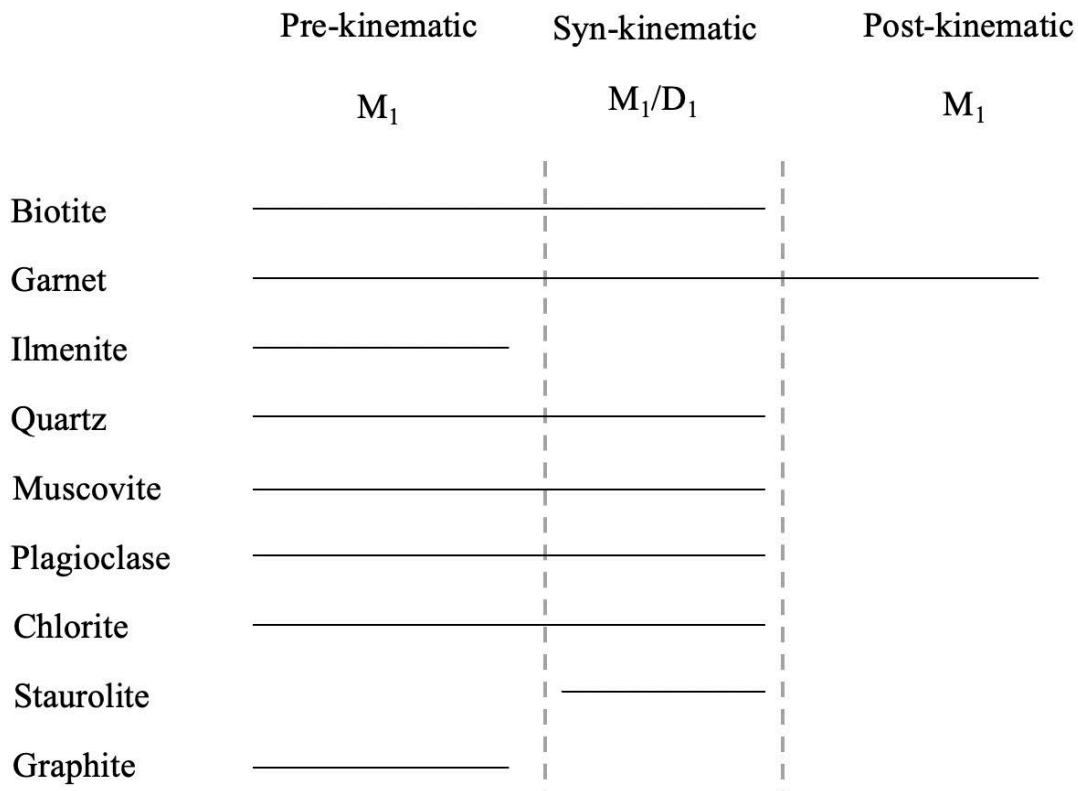 Pre-kinematic Syn-kinematic Post-kinematic
M₁ M₁/D₁ M₁
Biotite
Garnet
Ilmenite
Quartz
Muscovite
Plagioclase
Chlorite
Staurolite
Graphite